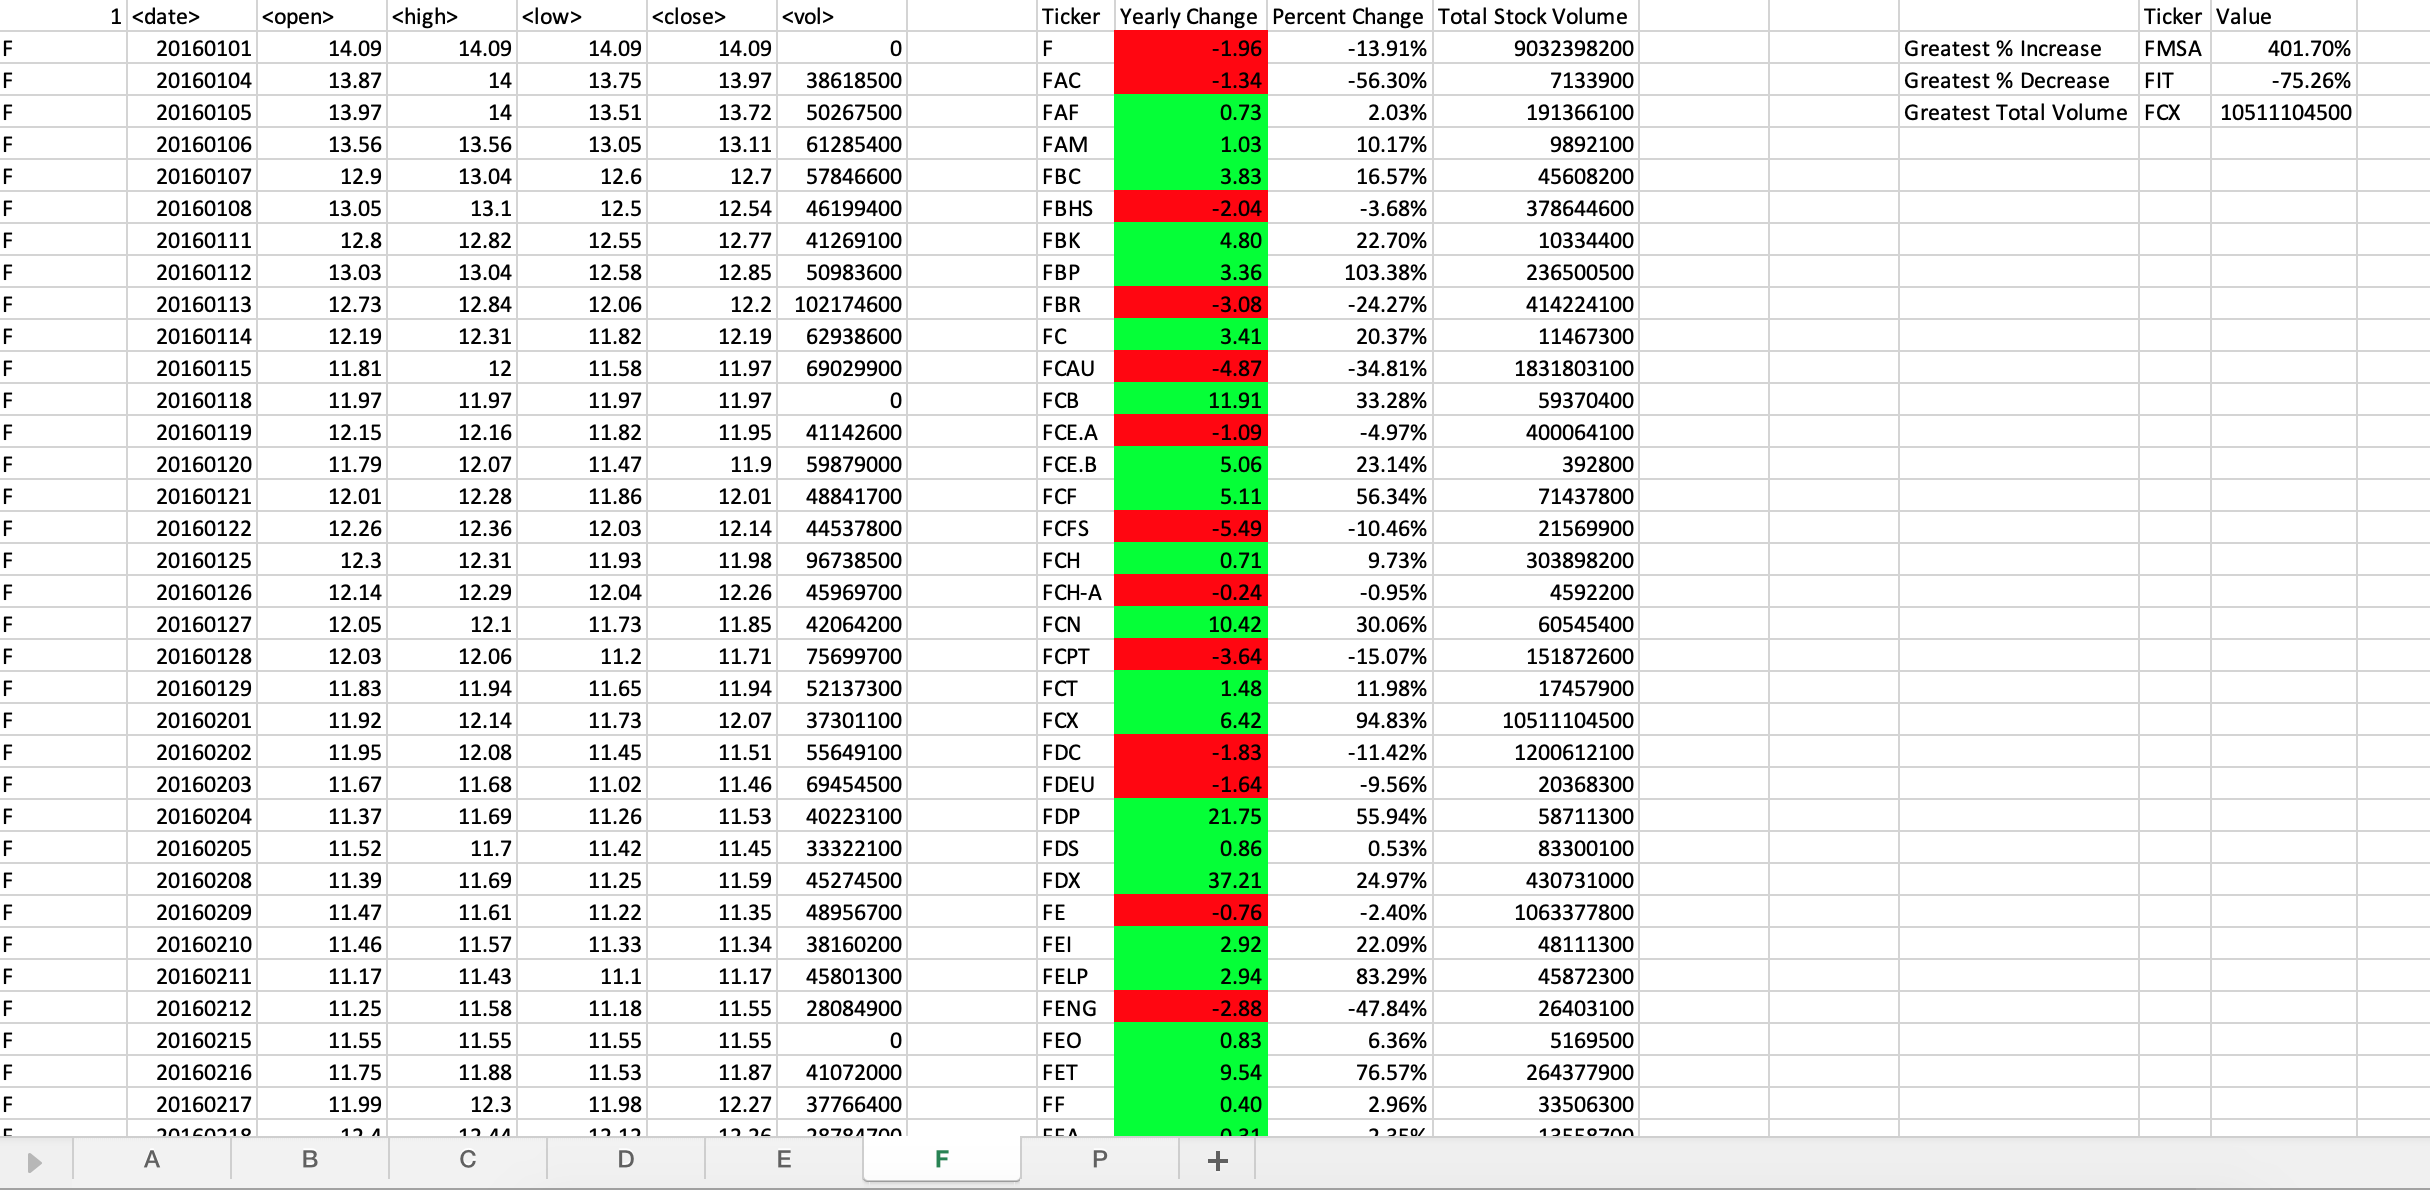 1 <date> <open> <high> <low> <close> <vol> Ticker Yearly Change Percent Change Total Stock Volume Ticker Value
F 20160101 14.09 14.09 14.09 14.09 0 F -1.96 -13.91% 9032398200 Greatest % Increase FMSA 401.70%
F 20160104 13.87 14 13.75 13.97 38618500 FAC -1.34 -56.30% 7133900 Greatest % Decrease FIT -75.26%
F 20160105 13.97 14 13.51 13.72 50267500 FAF 0.73 2.03% 191366100 Greatest Total Volume FCX 10511104500
F 20160106 13.56 13.56 13.05 13.11 61285400 FAM 1.03 10.17% 9892100
F 20160107 12.9 13.04 12.6 12.7 57846600 FBC 3.83 16.57% 45608200
F 20160108 13.05 13.1 12.5 12.54 46199400 FBHS -2.04 -3.68% 378644600
F 20160111 12.8 12.82 12.55 12.77 41269100 FBK 4.80 22.70% 10334400
F 20160112 13.03 13.04 12.58 12.85 50983600 FBP 3.36 103.38% 236500500
F 20160113 12.73 12.84 12.06 12.2 102174600 FBR -3.08 -24.27% 414224100
F 20160114 12.19 12.31 11.82 12.19 62938600 FC 3.41 20.37% 11467300
F 20160115 11.81 12 11.58 11.97 69029900 FCAU -4.87 -34.81% 1831803100
F 20160118 11.97 11.97 11.97 11.97 0 FCB 11.91 33.28% 59370400
F 20160119 12.15 12.16 11.82 11.95 41142600 FCE.A -1.09 -4.97% 400064100
F 20160120 11.79 12.07 11.47 11.9 59879000 FCE.B 5.06 23.14% 392800
F 20160121 12.01 12.28 11.86 12.01 48841700 FCF 5.11 56.34% 71437800
F 20160122 12.26 12.36 12.03 12.14 44537800 FCFS -5.49 -10.46% 21569900
F 20160125 12.3 12.31 11.93 11.98 96738500 FCH 0.71 9.73% 303898200
F 20160126 12.14 12.29 12.04 12.26 45969700 FCH-A -0.24 -0.95% 4592200
F 20160127 12.05 12.1 11.73 11.85 42064200 FCN 10.42 30.06% 60545400
F 20160128 12.03 12.06 11.2 11.71 75699700 FCPT -3.64 -15.07% 151872600
F 20160129 11.83 11.94 11.65 11.94 52137300 FCT 1.48 11.98% 17457900
F 20160201 11.92 12.14 11.73 12.07 37301100 FCX 6.42 94.83% 10511104500
F 20160202 11.95 12.08 11.45 11.51 55649100 FDC -1.83 -11.42% 1200612100
F 20160203 11.67 11.68 11.02 11.46 69454500 FDEU -1.64 -9.56% 20368300
F 20160204 11.37 11.69 11.26 11.53 40223100 FDP 21.75 55.94% 58711300
F 20160205 11.52 11.7 11.42 11.45 33322100 FDS 0.86 0.53% 83300100
F 20160208 11.39 11.69 11.25 11.59 45274500 FDX 37.21 24.97% 430731000
F 20160209 11.47 11.61 11.22 11.35 48956700 FE -0.76 -2.40% 1063377800
F 20160210 11.46 11.57 11.33 11.34 38160200 FEI 2.92 22.09% 48111300
F 20160211 11.17 11.43 11.1 11.17 45801300 FELP 2.94 83.29% 45872300
F 20160212 11.25 11.58 11.18 11.55 28084900 FENG -2.88 -47.84% 26403100
F 20160215 11.55 11.55 11.55 11.55 0 FEO 0.83 6.36% 5169500
F 20160216 11.75 11.88 11.53 11.87 41072000 FET 9.54 76.57% 264377900
F 20160217 11.99 12.3 11.98 12.27 37766400 FF 0.40 2.96% 33506300
A B C D E F P +